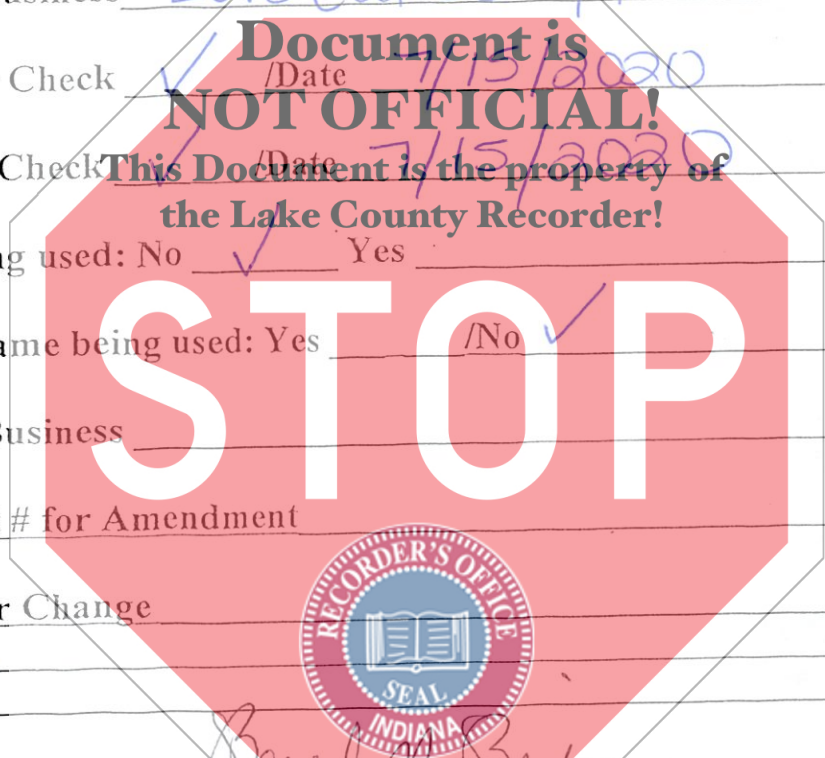 usiness
Document is
Check ✓ /Date 7/15/2020
NOT OFFICIAL!
Check ✓ /Date 7/15/2020
This Document is the property of
the Lake County Recorder!
g used: No ✓ Yes
STOP
ame being used: Yes /No ✓
Business
# for Amendment
r Change
RECORDER'S OFFICE
SEAL
INDIANA